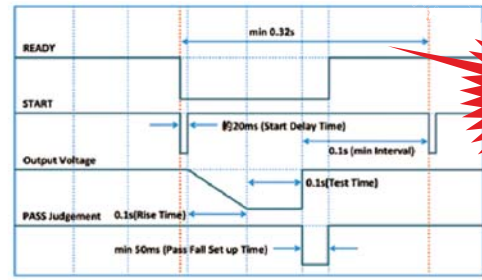 min 0.32s
READY
START
約20ms (Start Delay Time)
0.1s (min Interval)
Output Voltage
0.1s(Test Time)
0.1s(Rise Time)
PASS Judgement
min 50ms (Pass Fall Set up Time)